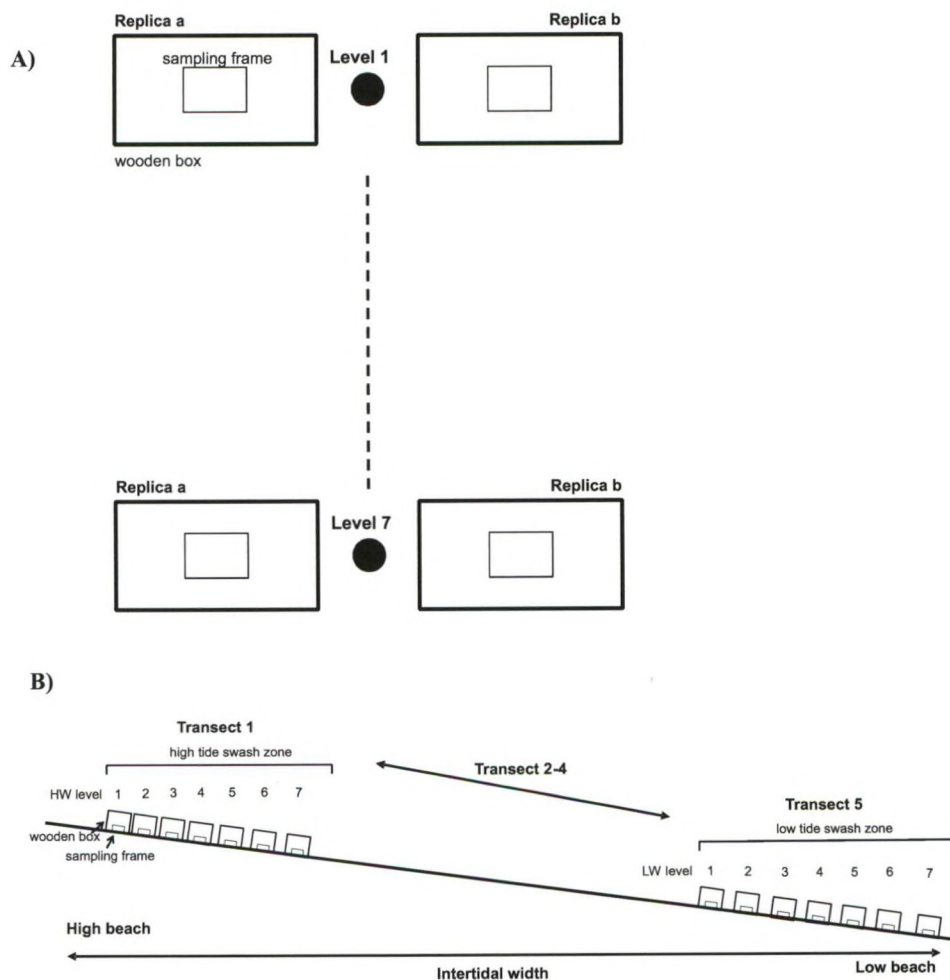 A)
Replica a
Replica b
sampling frame
Level 1
wooden box
Replica a
Replica b
Level 7
B)
Transect 1
high tide swash zone
Transect 2-4
HW level 1 2 3 4 5 6 7
wooden box
sampling frame
Transect 5
low tide swash zone
LW level 1 2 3 4 5 6 7
High beach
Low beach
Intertidal width